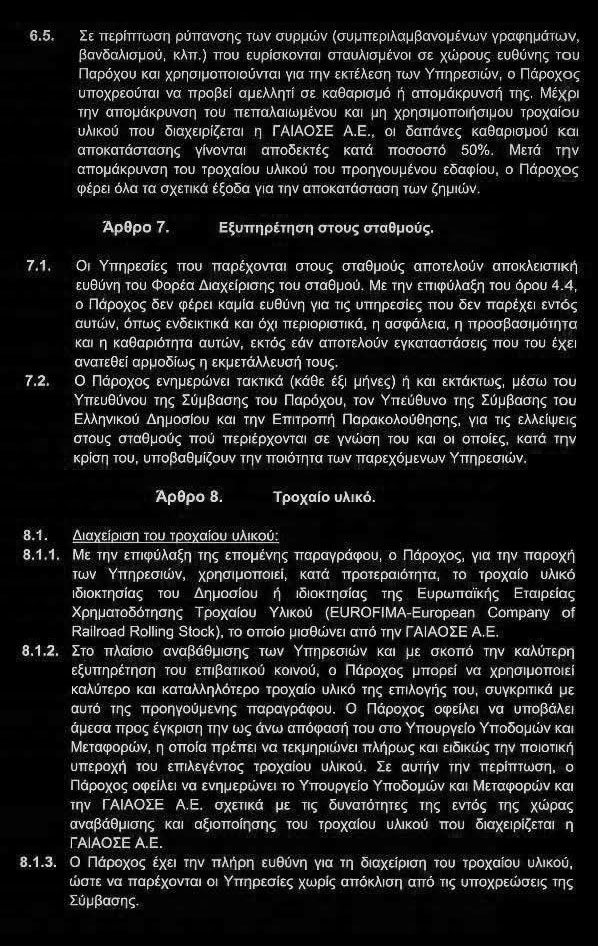 6.5. Σε περίπτωση ρύπανσης των συρμών (συμπεριλαμβανομένων γραφημάτων,
βανδαλισμού, κλπ.) που ευρίσκονται σταυλισμένοι σε χώρους ευθύνης του
Παρόχου και χρησιμοποιούνται για την εκτέλεση των Υπηρεσιών, ο Πάροχος
υποχρεούται να προβεί αμελλητί σε καθαρισμό ή απομάκρυνσή της. Μέχρι
την απομάκρυνση του πεπαλαιωμένου και μη χρησιμοποιήσιμου τροχαίου
υλικού που διαχειρίζεται η ΓΑΙΑΟΣΕ Α.Ε., οι δαπάνες καθαρισμού και
αποκατάστασης γίνονται αποδεκτές κατά ποσοστό 50%. Μετά την
απομάκρυνση του τροχαίου υλικού του προηγουμένου εδαφίου, ο Πάροχος
φέρει όλα τα σχετικά έξοδα για την αποκατάσταση των ζημιών.
Άρθρο 7. Εξυπηρέτηση στους σταθμούς.
7.1. Οι Υπηρεσίες που παρέχονται στους σταθμούς αποτελούν αποκλειστική
ευθύνη του Φορέα Διαχείρισης του σταθμού. Με την επιφύλαξη του όρου 4.4,
ο Πάροχος δεν φέρει καμία ευθύνη για τις υπηρεσίες που δεν παρέχει εντός
αυτών, όπως ενδεικτικά και όχι περιοριστικά, η ασφάλεια, η προσβασιμότητα
και η καθαριότητα αυτών, εκτός εάν αποτελούν εγκαταστάσεις που του έχει
ανατεθεί αρμοδίως η εκμετάλλευσή τους.
7.2. Ο Πάροχος ενημερώνει τακτικά (κάθε έξι μήνες) ή και εκτάκτως, μέσω του
Υπευθύνου της Σύμβασης του Παρόχου, τον Υπεύθυνο της Σύμβασης του
Ελληνικού Δημοσίου και την Επιτροπή Παρακολούθησης, για τις ελλείψεις
στους σταθμούς πού περιέρχονται σε γνώση του και οι οποίες, κατά την
κρίση του, υποβαθμίζουν την ποιότητα των παρεχόμενων Υπηρεσιών.
Άρθρο 8. Τροχαίο υλικό.
8.1. Διαχείριση του τροχαίου υλικού:
8.1.1. Με την επιφύλαξη της επομένης παραγράφου, ο Πάροχος, για την παροχή
των Υπηρεσιών, χρησιμοποιεί, κατά προτεραιότητα, το τροχαίο υλικό
ιδιοκτησίας του Δημοσίου ή ιδιοκτησίας της Ευρωπαϊκής Εταιρείας
Χρηματοδότησης Τροχαίου Υλικού (EUROFIMA-European Company of
Railroad Rolling Stock), το οποίο μισθώνει από την ΓΑΙΑΟΣΕ Α.Ε.
8.1.2. Στο πλαίσιο αναβάθμισης των Υπηρεσιών και με σκοπό την καλύτερη
εξυπηρέτηση του επιβατικού κοινού, ο Πάροχος μπορεί να χρησιμοποιεί
καλύτερο και καταλληλότερο τροχαίο υλικό της επιλογής του, συγκριτικά με
αυτό της προηγούμενης παραγράφου. Ο Πάροχος οφείλει να υποβάλει
άμεσα προς έγκριση την ως άνω απόφασή του στο Υπουργείο Υποδομών και
Μεταφορών, η οποία πρέπει να τεκμηριώνει πλήρως και ειδικώς την ποιοτική
υπεροχή του επιλεγέντος τροχαίου υλικού. Σε αυτήν την περίπτωση, ο
Πάροχος οφείλει να ενημερώνει το Υπουργείο Υποδομών και Μεταφορών και
την ΓΑΙΑΟΣΕ Α.Ε. σχετικά με τις δυνατότητες της εντός της χώρας
αναβάθμισης και αξιοποίησης του τροχαίου υλικού που διαχειρίζεται η
ΓΑΙΑΟΣΕ Α.Ε.
8.1.3. Ο Πάροχος έχει την πλήρη ευθύνη για τη διαχείριση του τροχαίου υλικού,
ώστε να παρέχονται οι Υπηρεσίες χωρίς απόκλιση από τις υποχρεώσεις της
Σύμβασης.